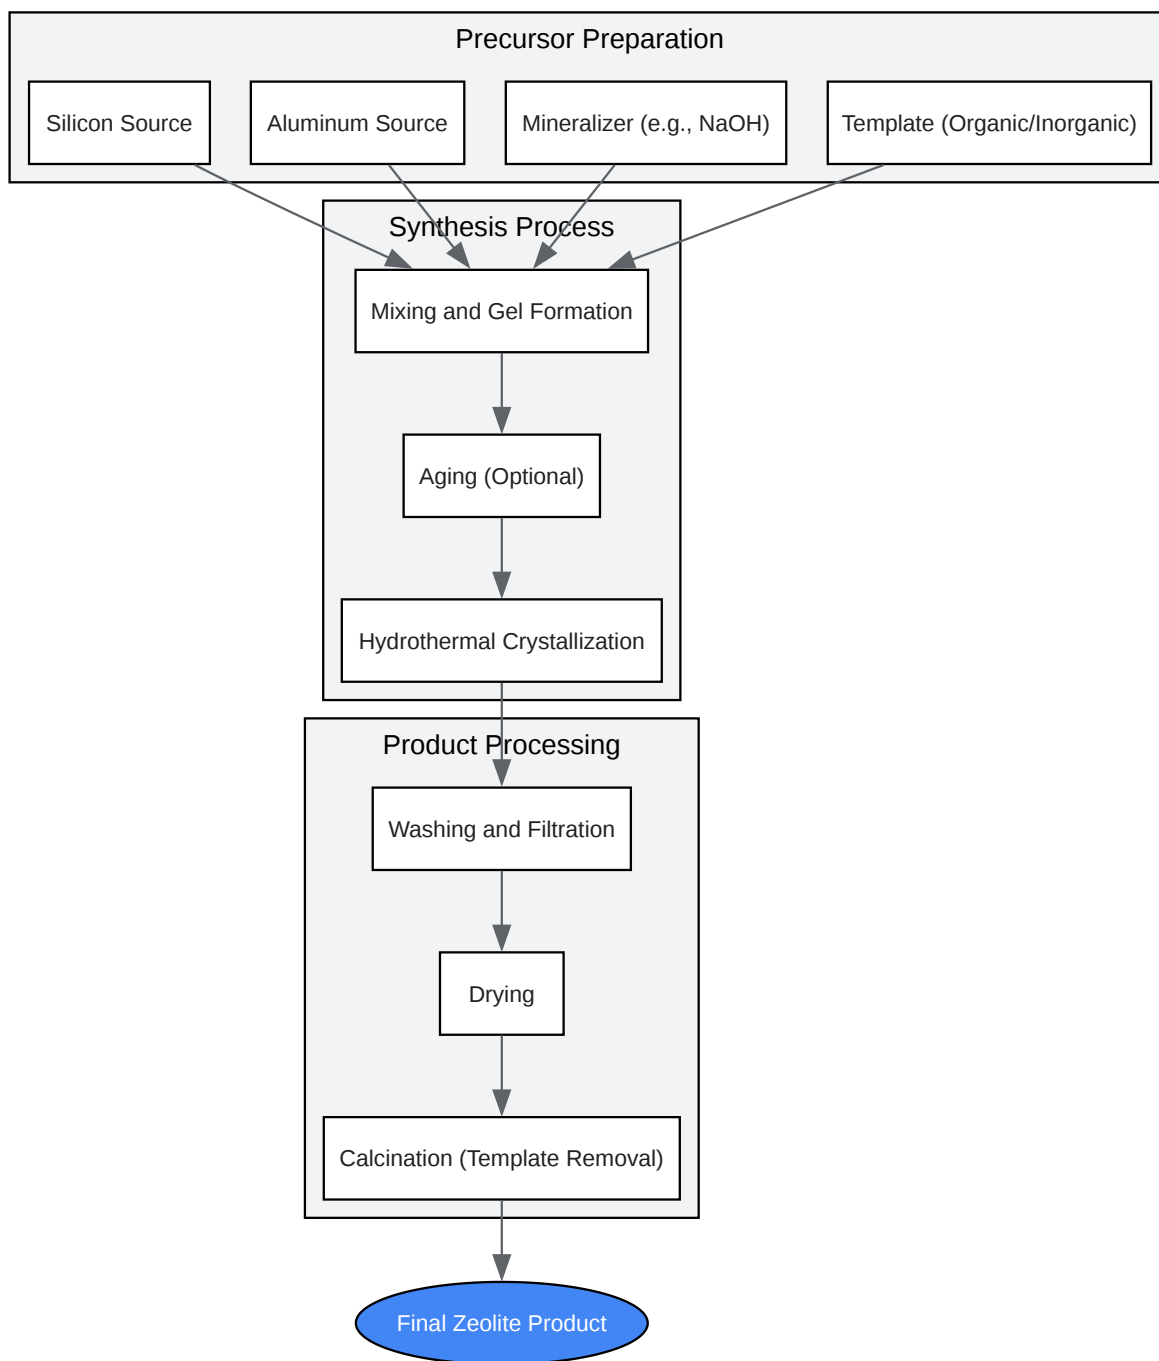 Precursor Preparation
Silicon Source
Aluminum Source
Mineralizer (e.g., NaOH)
Template (Organic/Inorganic)
Synthesis Process
Mixing and Gel Formation
Aging (Optional)
Hydrothermal Crystallization
Product Processing
Washing and Filtration
Drying
Calcination (Template Removal)
Final Zeolite Product